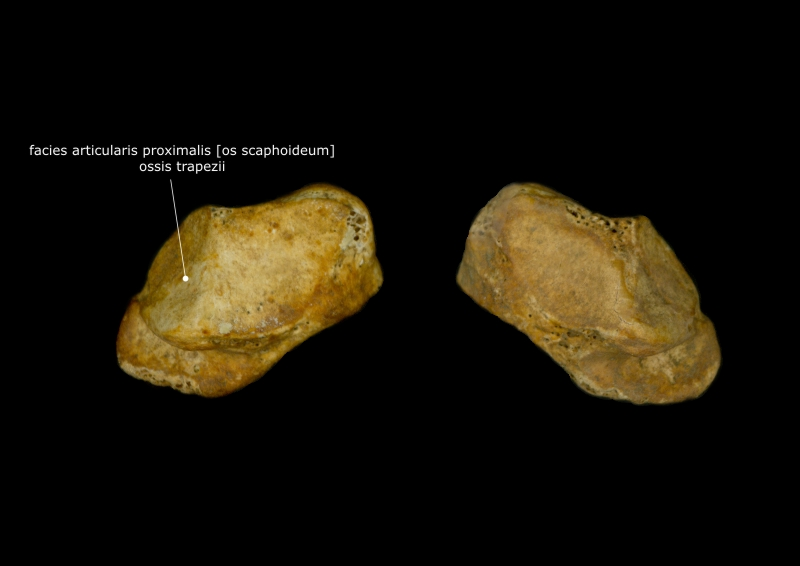 facies articularis proximalis [os scaphoideum]
ossis trapezii